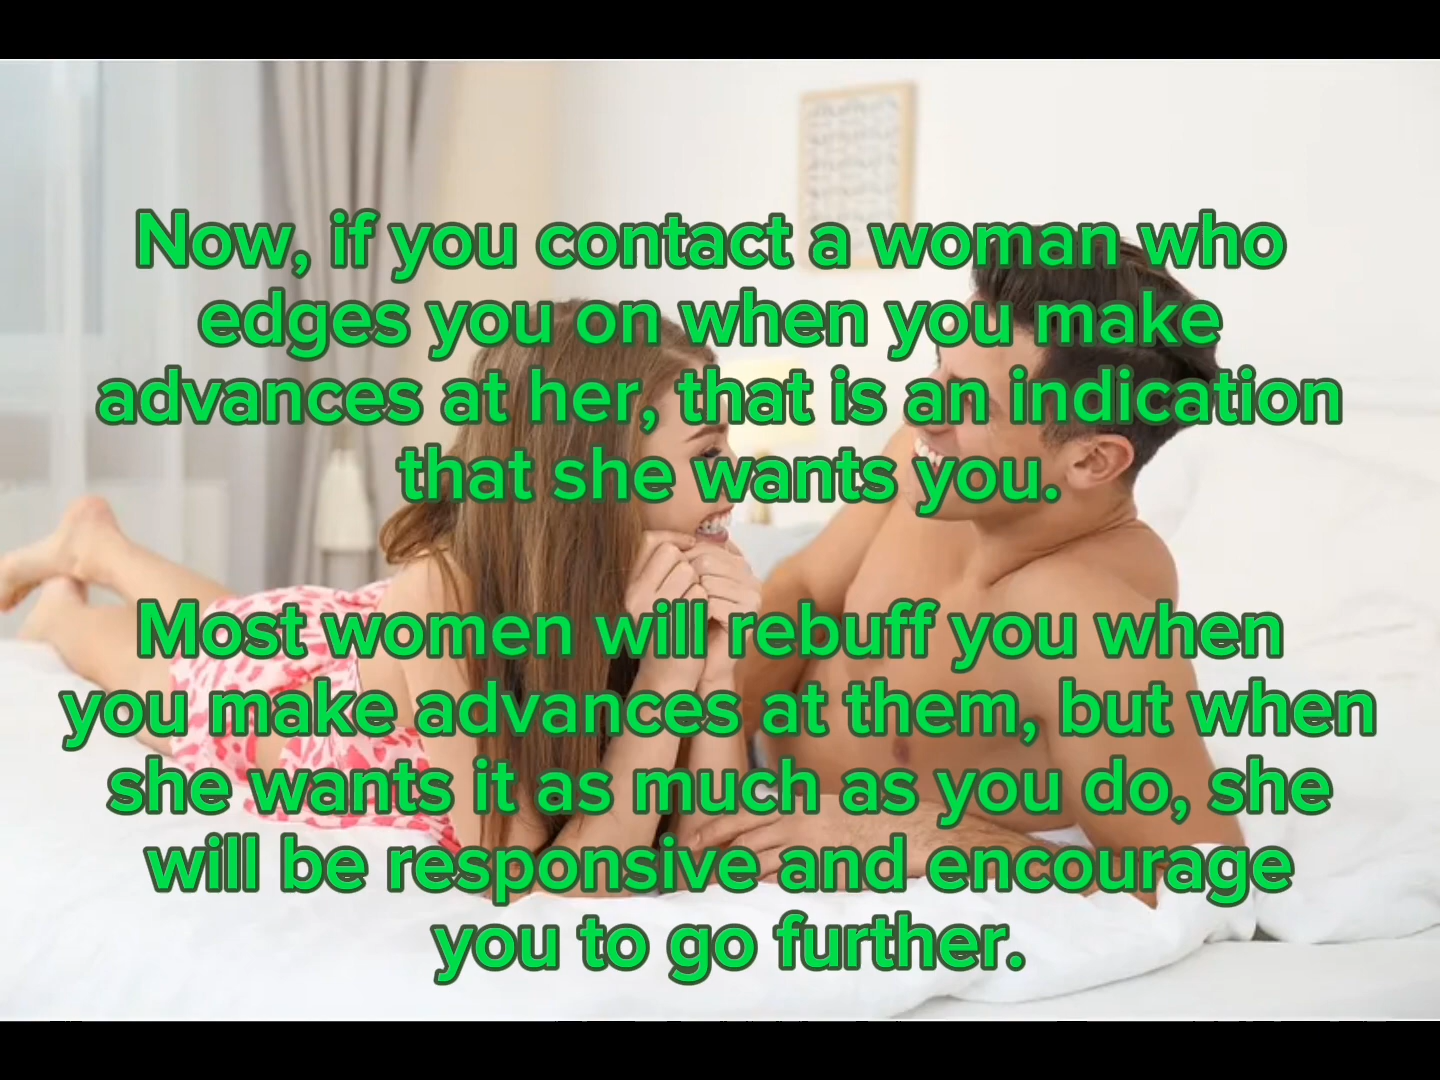 Now, if you contact a woman who
edges you on when you make
advances at her, that is an indication
that she wants you.
Most women will rebuff you when
you make advances at them, but when
she wants it as much as you do, she
will be responsive and encourage
you to go further.